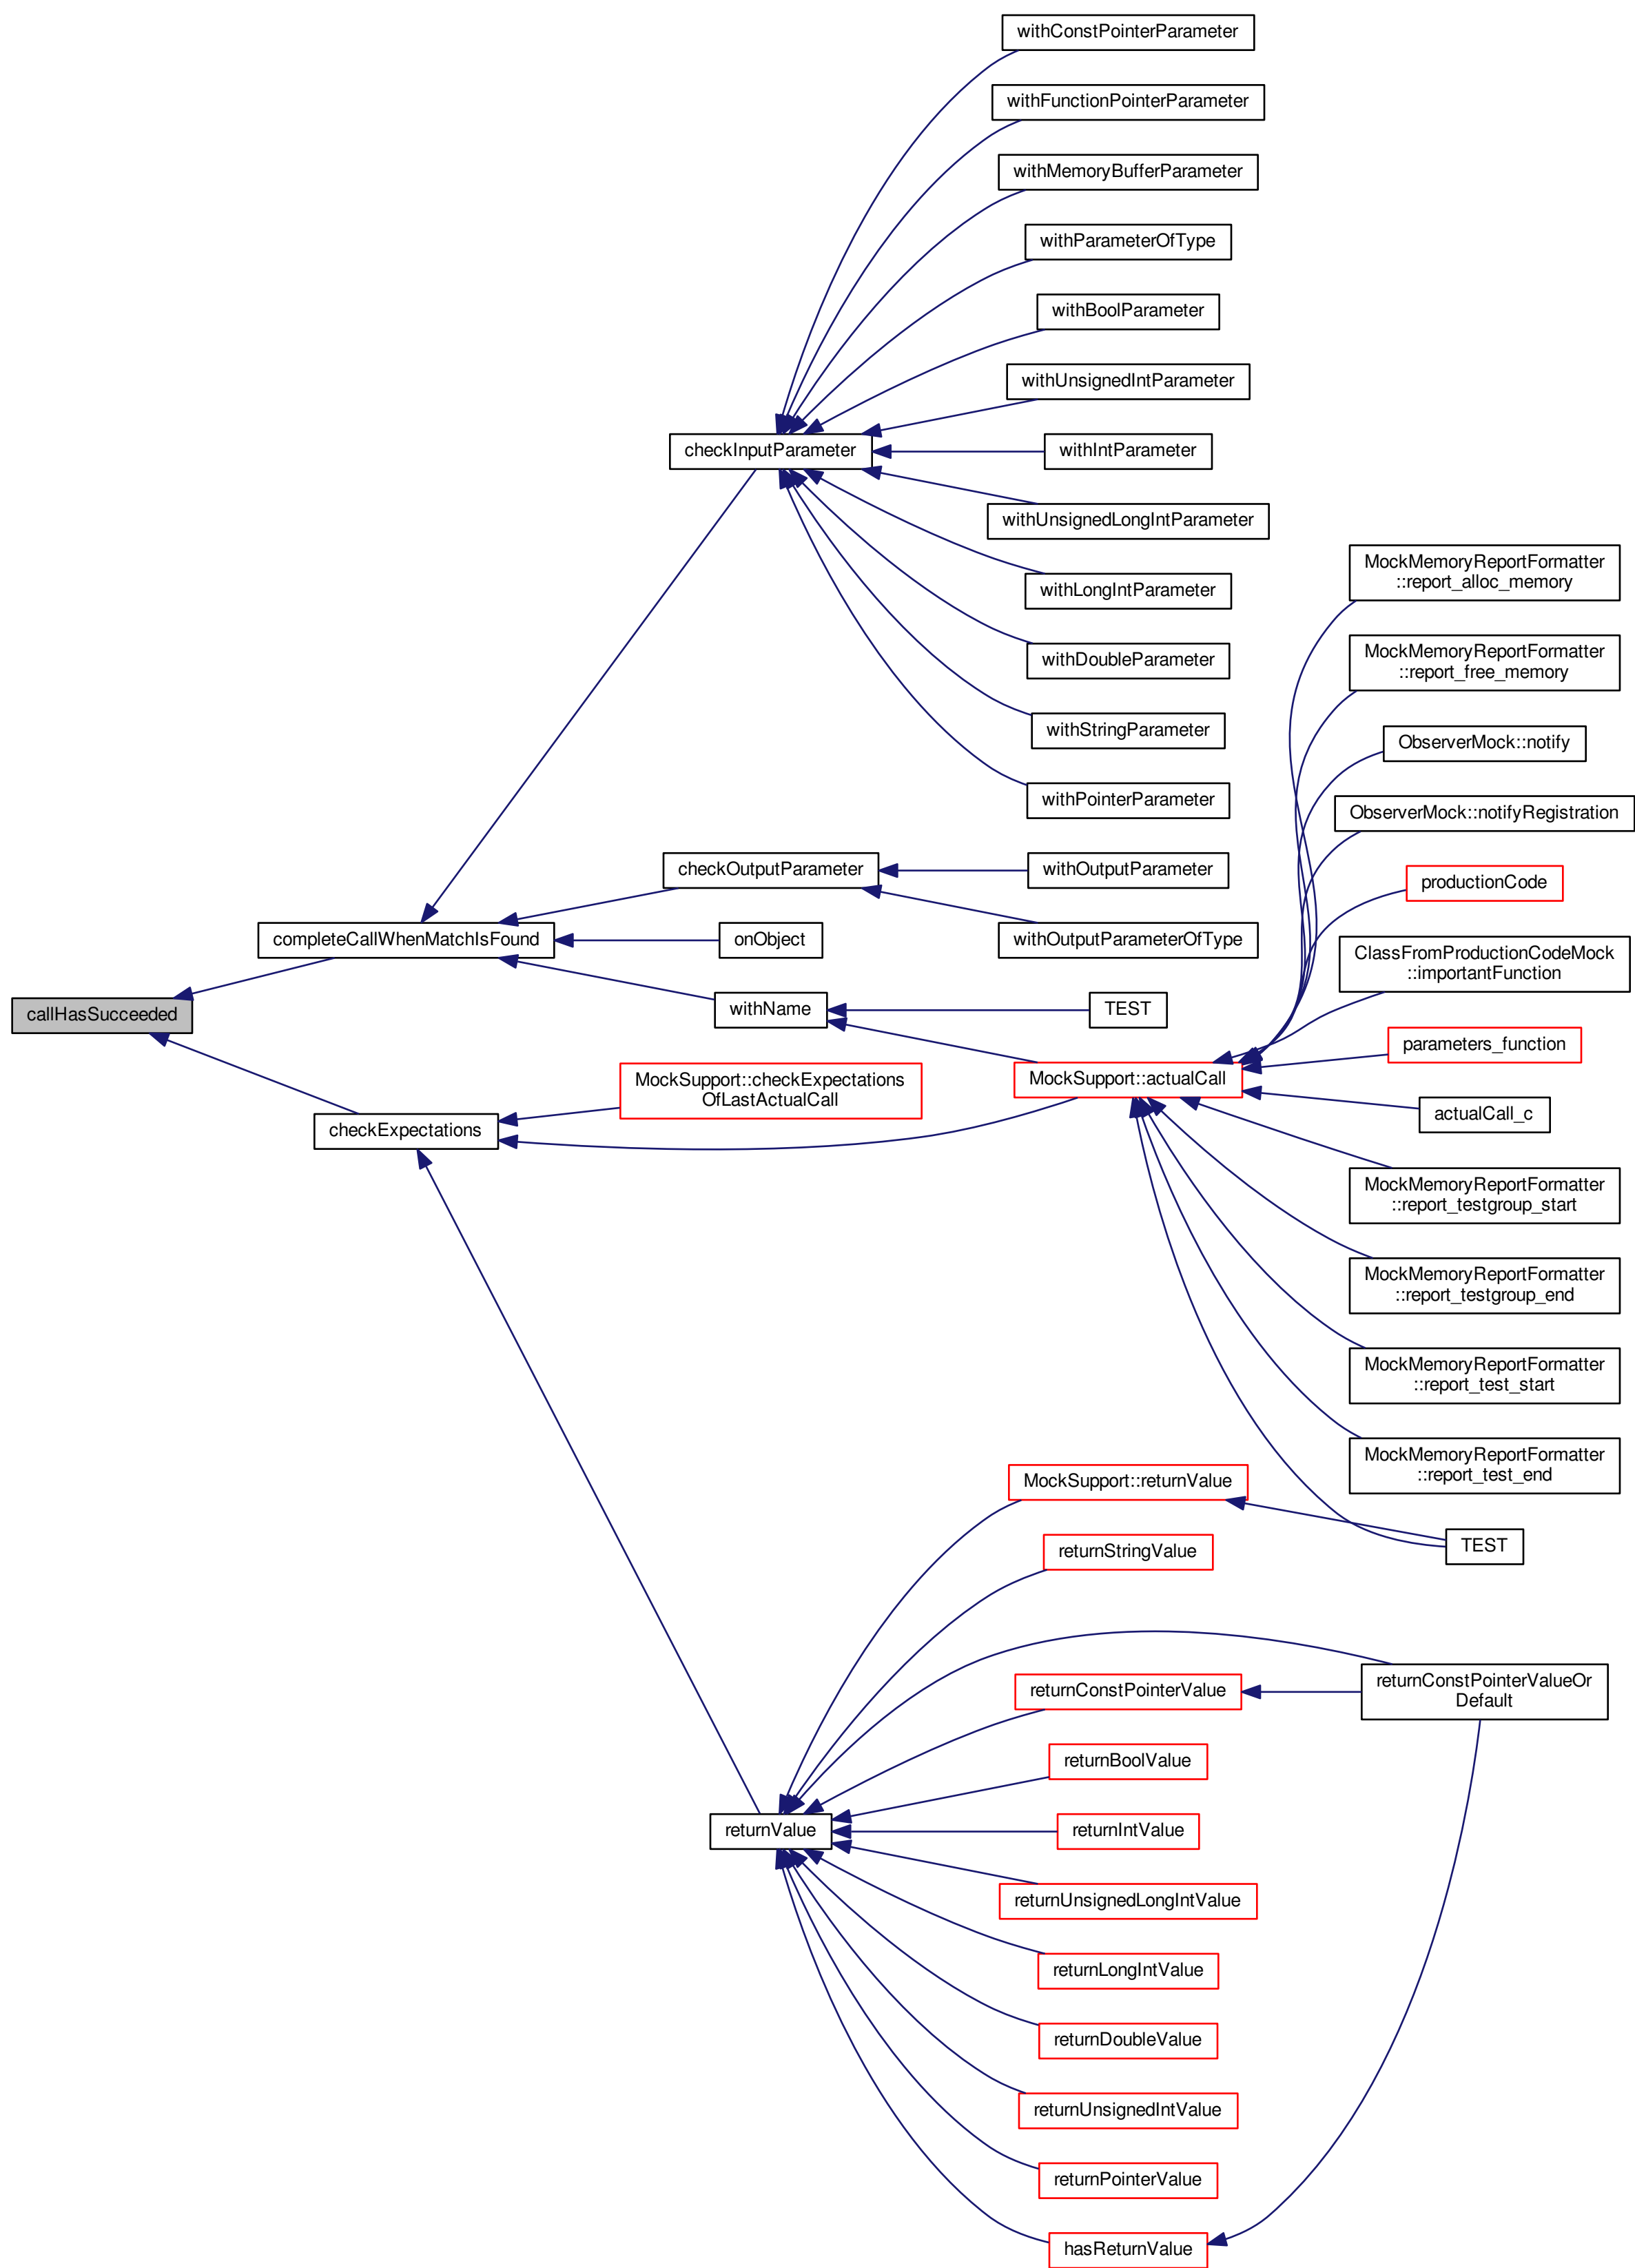 withConstPointerParameter
withFunctionPointerParameter
withMemoryBufferParameter
withParameterOfType
withBoolParameter
withUnsignedIntParameter
checkInputParameter
withIntParameter
withUnsignedLongIntParameter
withLongIntParameter
withDoubleParameter
withStringParameter
withPointerParameter
MockMemoryReportFormatter
::report_alloc_memory
MockMemoryReportFormatter
::report_free_memory
ObserverMock::notify
ObserverMock::notifyRegistration
checkOutputParameter
withOutputParameter
productionCode
completeCallWhenMatchIsFound
onObject
withOutputParameterOfType
ClassFromProductionCodeMock
::importantFunction
callHasSucceeded
withName
TEST
parameters_function
MockSupport::checkExpectations
OfLastActualCall
MockSupport::actualCall
actualCall_c
checkExpectations
MockMemoryReportFormatter
::report_testgroup_start
MockMemoryReportFormatter
::report_testgroup_end
MockMemoryReportFormatter
::report_test_start
MockMemoryReportFormatter
::report_test_end
MockSupport::returnValue
TEST
returnStringValue
returnConstPointerValue
returnConstPointerValueOr
Default
returnBoolValue
returnValue
returnIntValue
returnUnsignedLongIntValue
returnLongIntValue
returnDoubleValue
returnUnsignedIntValue
returnPointerValue
hasReturnValue